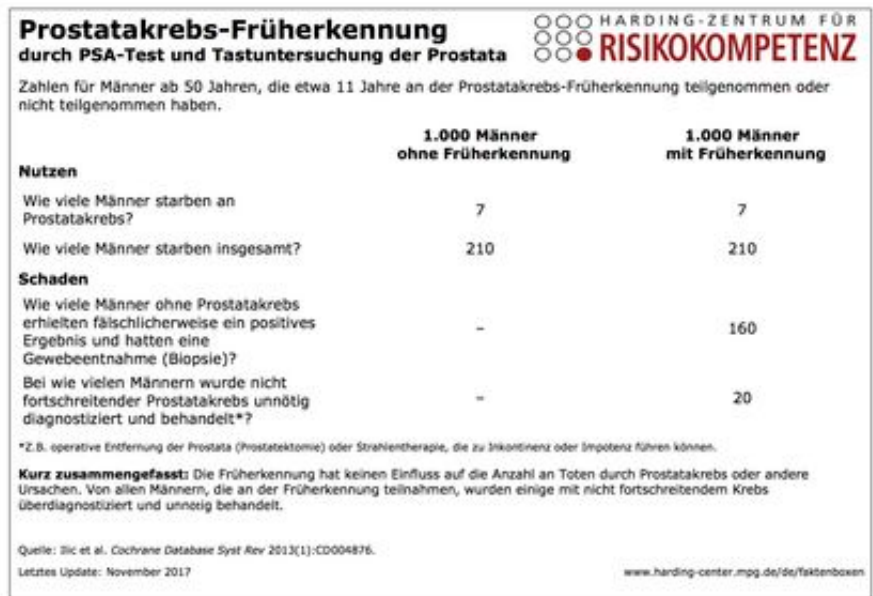 Prostatakrebs-Früherkennung
durch PSA-Test und Tastuntersuchung der Prostata
HARDING-ZENTRUM FÜR
RISIKOKOMPETENZ
Zahlen für Männer ab 50 Jahren, die etwa 11 Jahre an der Prostatakrebs-Früherkennung teilgenommen oder
nicht teilgenommen haben.
1.000 Männer
ohne Früherkennung
1.000 Männer
mit Früherkennung
Nutzen
Wie viele Männer starben an
Prostatakrebs?
7
7
Wie viele Männer starben insgesamt?
210
210
Schaden
Wie viele Männer ohne Prostatakrebs
erhielten fälschlicherweise ein positives
Ergebnis und hatten eine
Gewebeentnahme (Biopsie)?
–
160
Bei wie vielen Männern wurde nicht
fortschreitender Prostatakrebs unnötig
diagnostiziert und behandelt*?
–
20
*Z.B. operative Entfernung der Prostata (Prostatektomie) oder Strahlentherapie, die zu Inkontinenz oder Impotenz führen können.
Kurz zusammengefasst: Die Früherkennung hat keinen Einfluss auf die Anzahl an Toten durch Prostatakrebs oder andere
Ursachen. Von allen Männern, die an der Früherkennung teilnahmen, wurden einige mit nicht fortschreitendem Krebs
überdiagnostiziert und unnötig behandelt.
Quelle: Ilic et al. Cochrane Database Syst Rev 2013(1):CD004876.
Letztes Update: November 2017
www.harding-center.mpg.de/de/faktenboxen